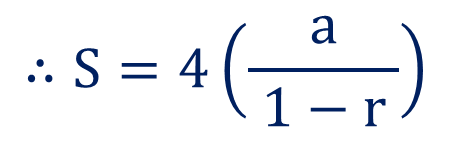 ∴ S = 4 (a / 1 − r)